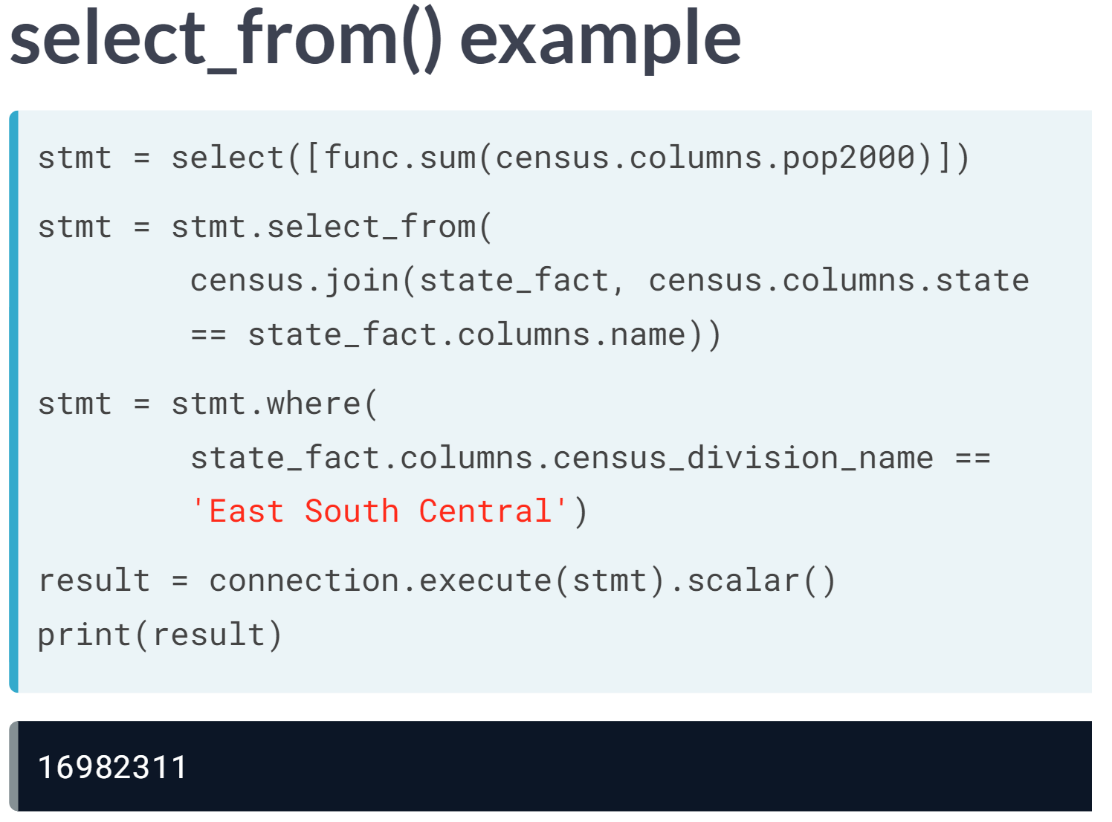 select_from() example
stmt = select([func.sum(census.columns.pop2000)])
stmt = stmt.select_from(
census.join(state_fact, census.columns.state
== state_fact.columns.name))
stmt = stmt.where(
state_fact.columns.census_division_name ==
'East South Central')
result = connection.execute(stmt).scalar()
print(result)
16982311